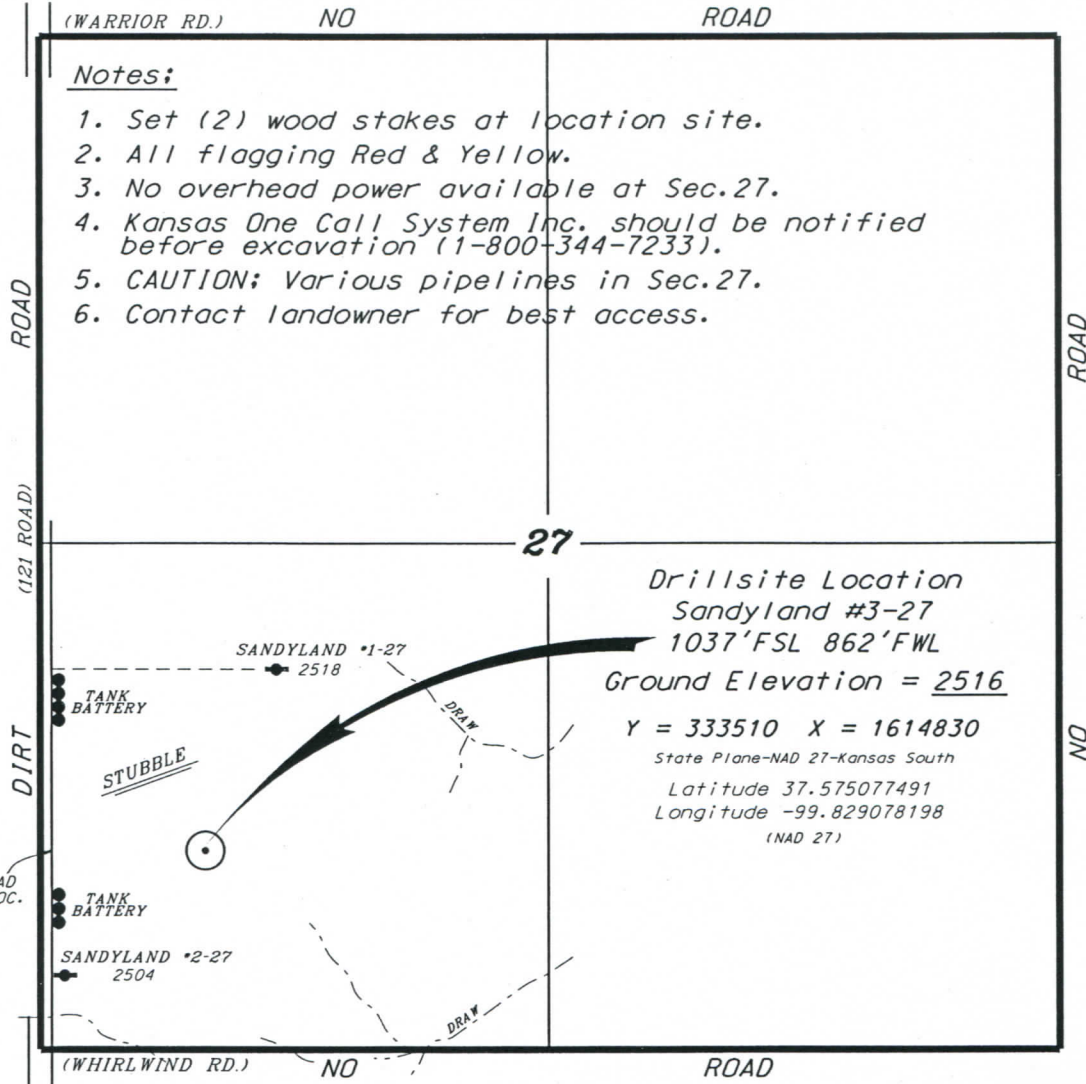 (WARRIOR RD.) NO ROAD
Notes:
1. Set (2) wood stakes at location site.
2. All flagging Red & Yellow.
3. No overhead power available at Sec.27.
4. Kansas One Call System Inc. should be notified
before excavation (1-800-344-7233).
5. CAUTION: Various pipelines in Sec.27.
6. Contact landowner for best access.
ROAD
ROAD
(121 ROAD)
27
Drillsite Location
Sandyland #3-27
1037'FSL 862'FWL
Ground Elevation = 2516
Y = 333510 X = 1614830
State Plane-NAD 27-Kansas South
Latitude 37.575077491
Longitude -99.829078198
(NAD 27)
SANDYLAND #1-27
2518
TANK
BATTERY
DRAW
STUBBLE
DIRT
NO
TANK
BATTERY
SANDYLAND #2-27
2504
DRAW
(WHIRLWIND RD.) NO ROAD